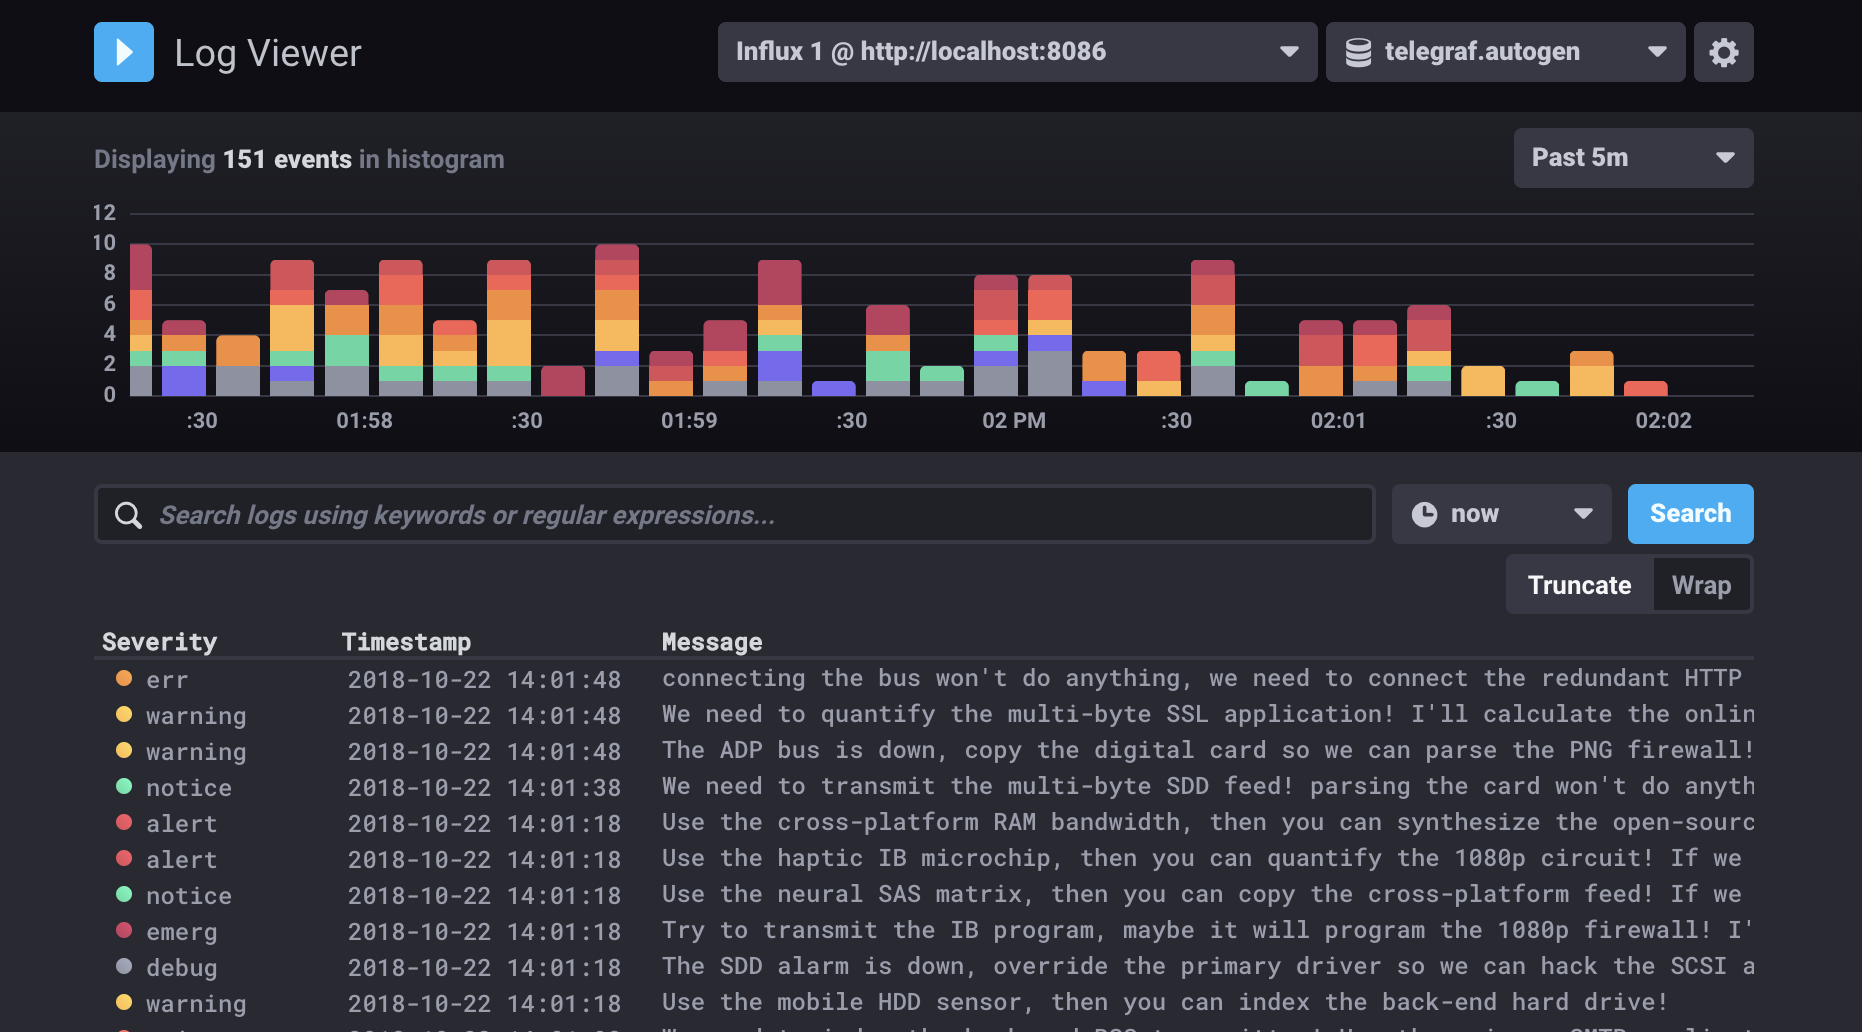 Log Viewer
Influx 1 @ http://localhost:8086
telegraf.autogen
Displaying 151 events in histogram
Past 5m
12
10
8
6
4
2
0
:30 01:58 :30 01:59 :30 02 PM :30 02:01 :30 02:02
Search logs using keywords or regular expressions...
now
Search
Truncate Wrap
Severity Timestamp Message
err 2018-10-22 14:01:48 connecting the bus won't do anything, we need to connect the redundant HTTP
warning 2018-10-22 14:01:48 We need to quantify the multi-byte SSL application! I'll calculate the onlin
warning 2018-10-22 14:01:48 The ADP bus is down, copy the digital card so we can parse the PNG firewall!
notice 2018-10-22 14:01:38 We need to transmit the multi-byte SDD feed! parsing the card won't do anyth
alert 2018-10-22 14:01:18 Use the cross-platform RAM bandwidth, then you can synthesize the open-sourc
alert 2018-10-22 14:01:18 Use the haptic IB microchip, then you can quantify the 1080p circuit! If we
notice 2018-10-22 14:01:18 Use the neural SAS matrix, then you can copy the cross-platform feed! If we
emerg 2018-10-22 14:01:18 Try to transmit the IB program, maybe it will program the 1080p firewall! I'
debug 2018-10-22 14:01:18 The SDD alarm is down, override the primary driver so we can hack the SCSI a
warning 2018-10-22 14:01:18 Use the mobile HDD sensor, then you can index the back-end hard drive!